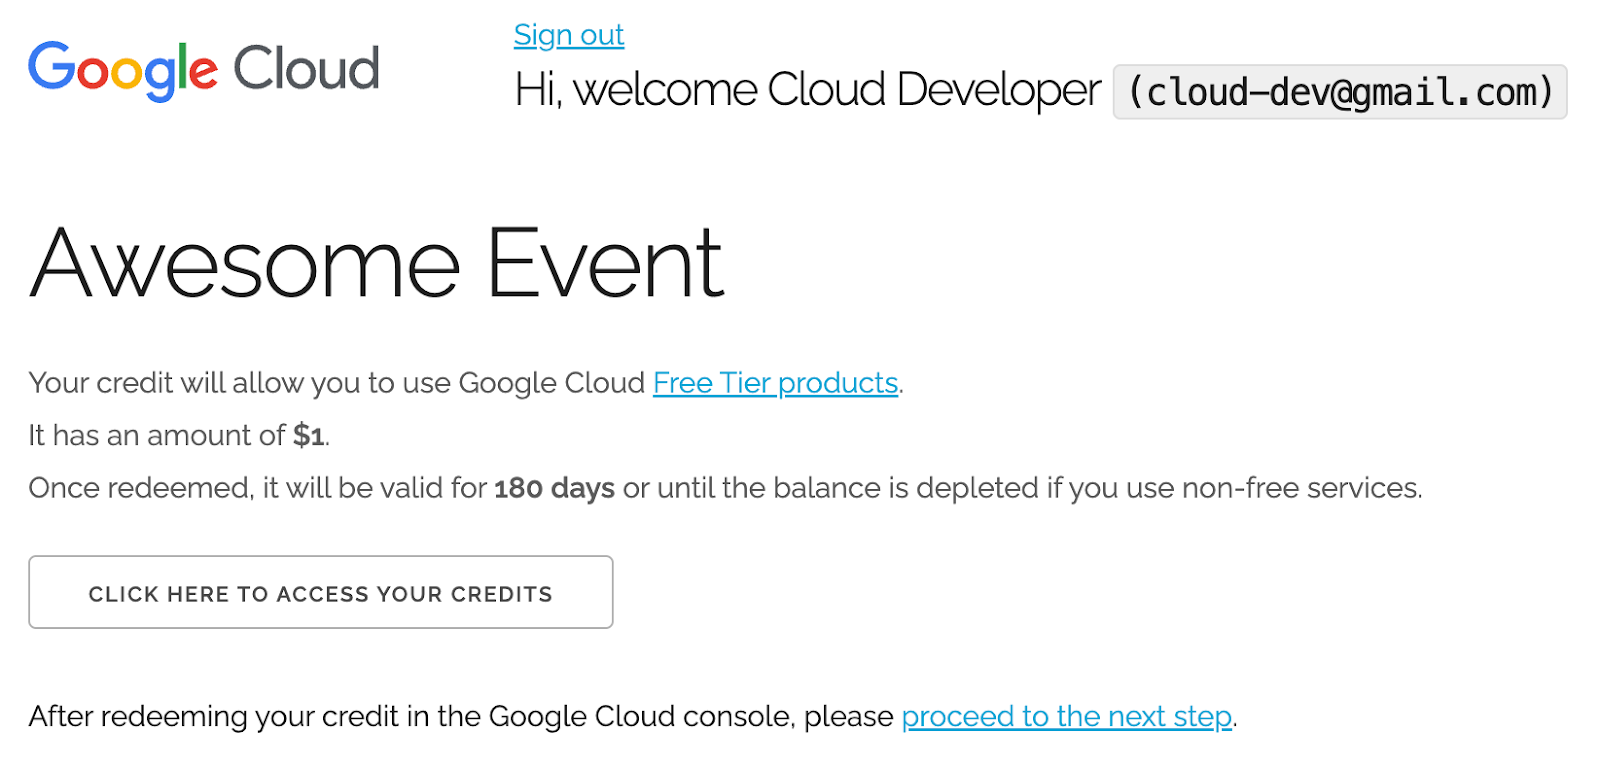 Sign out
Google Cloud
Hi, welcome Cloud Developer (cloud-dev@gmail.com)
Awesome Event
Your credit will allow you to use Google Cloud Free Tier products.
It has an amount of $1.
Once redeemed, it will be valid for 180 days or until the balance is depleted if you use non-free services.
CLICK HERE TO ACCESS YOUR CREDITS
After redeeming your credit in the Google Cloud console, please proceed to the next step.